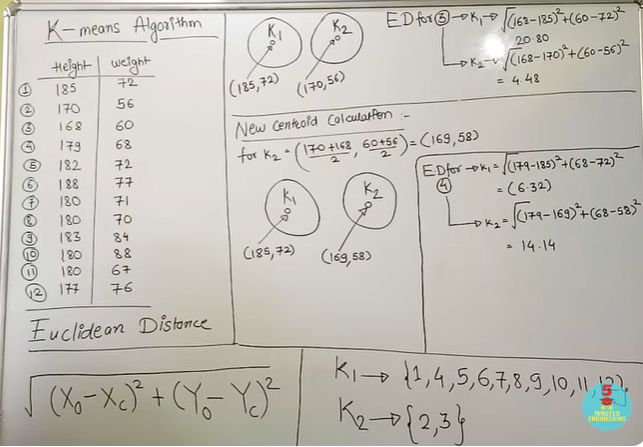 K-means Algorithm
Height weight
① 185 72
② 170 56
③ 168 60
④ 179 68
⑤ 182 72
⑥ 188 77
⑦ 180 71
⑧ 180 70
⑨ 183 84
⑩ 180 88
⑪ 180 67
⑫ 177 76
Euclidean Distance
√(X₀-Xc)² + (Y₀-Yc)²
K₁ K₂
(185,72) (170,56)
ED for ③ → K₁ → √(168-185)²+(60-72)²
20.80
→ K₂ → √(168-170)²+(60-56)²
= 4.48
New Centroid Calculation :-
for K₂ = (170+168/2, 60+56/2) = (169,58)
K₁ K₂
(185,72) (169,58)
ED for → K₁ = √(179-185)²+(68-72)²
④ = (6.32)
→ K₂ = √(179-169)²+(68-58)²
= 14.14
K₁ → {1,4,5,6,7,8,9,10,11,12}
K₂ → {2,3}
5
MINUTES
ENGINEERING